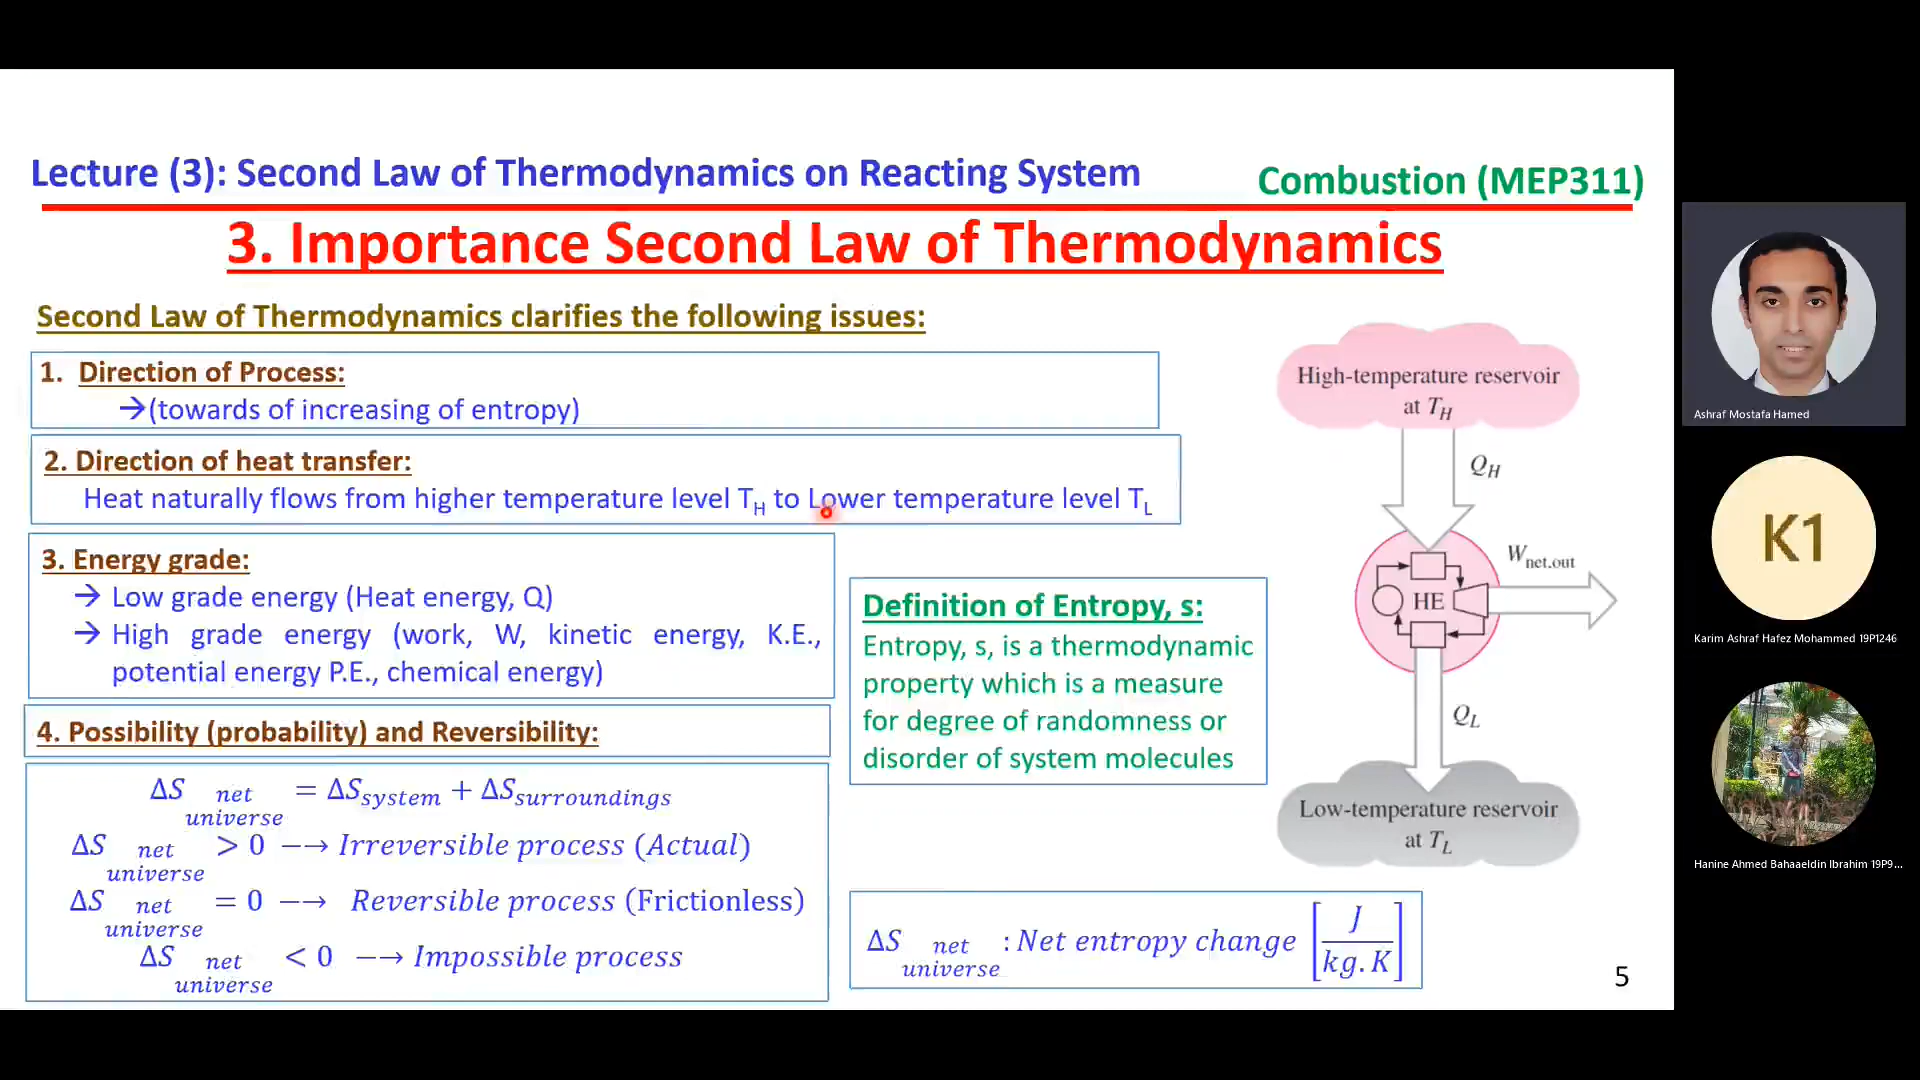 Lecture (3): Second Law of Thermodynamics on Reacting System
Combustion (MEP311)
3. Importance Second Law of Thermodynamics
Second Law of Thermodynamics clarifies the following issues:
1. Direction of Process:
→(towards of increasing of entropy)
2. Direction of heat transfer:
Heat naturally flows from higher temperature level T_H to Lower temperature level T_L
3. Energy grade:
→ Low grade energy (Heat energy, Q)
→ High grade energy (work, W, kinetic energy, K.E.,
potential energy P.E., chemical energy)
4. Possibility (probability) and Reversibility:
ΔS net universe = ΔS_system + ΔS_surroundings
ΔS net universe > 0 −→ Irreversible process (Actual)
ΔS net universe = 0 −→ Reversible process (Frictionless)
ΔS net universe < 0 −→ Impossible process
Definition of Entropy, s:
Entropy, s, is a thermodynamic
property which is a measure
for degree of randomness or
disorder of system molecules
ΔS net universe : Net entropy change [J / kg. K]
High-temperature reservoir
at T_H
Q_H
W_net,out
HE
Q_L
Low-temperature reservoir
at T_L
5
Ashraf Mostafa Hamed
K1
Karim Ashraf Hafez Mohammed 19P1246
Hanine Ahmed Bahaaeldin Ibrahim 19P9...